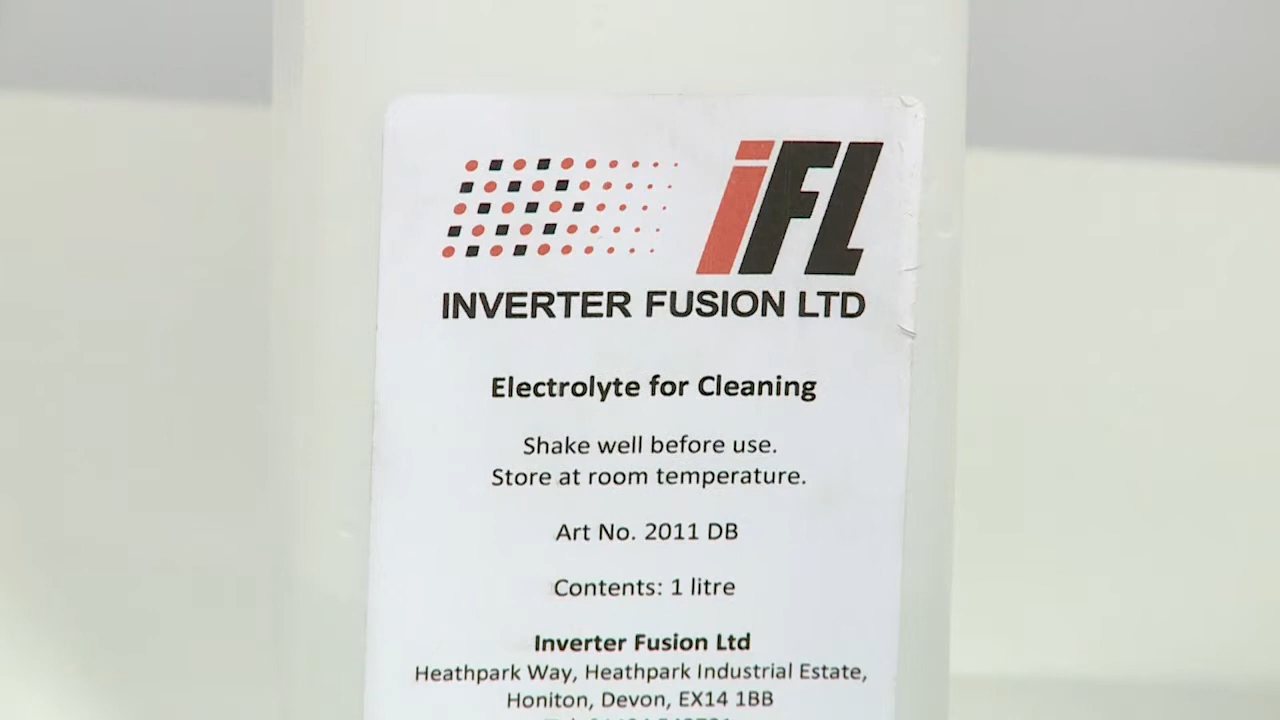 iFL
INVERTER FUSION LTD
Electrolyte for Cleaning
Shake well before use.
Store at room temperature.
Art No. 2011 DB
Contents: 1 litre
Inverter Fusion Ltd
Heathpark Way, Heathpark Industrial Estate,
Honiton, Devon, EX14 1BB